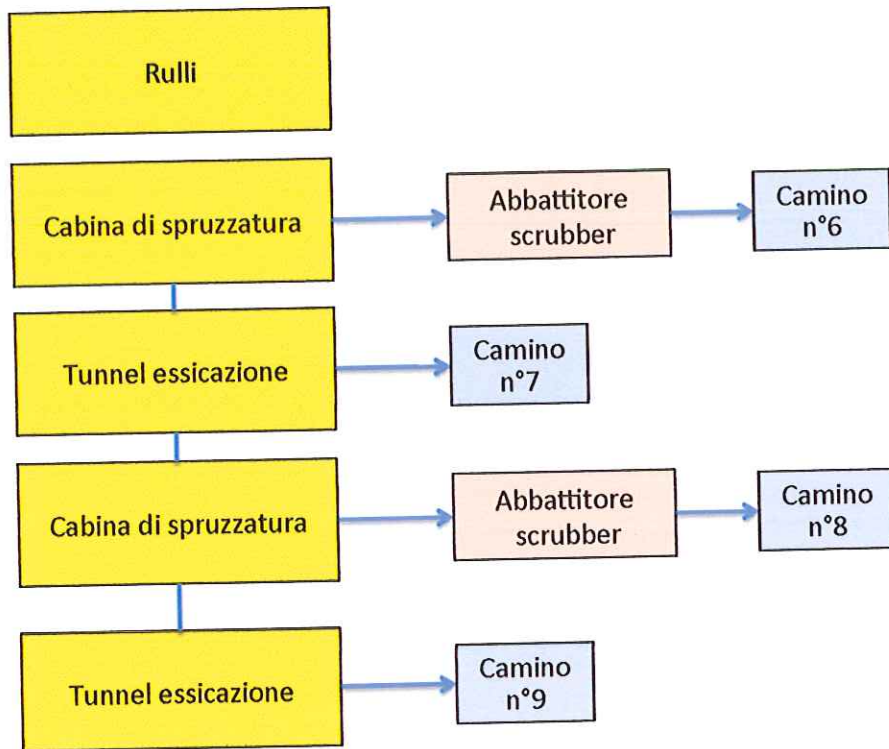 Rulli
Cabina di spruzzatura
Abbattitore
scrubber
Camino
n°6
Tunnel essicazione
Camino
n°7
Cabina di spruzzatura
Abbattitore
scrubber
Camino
n°8
Tunnel essicazione
Camino
n°9